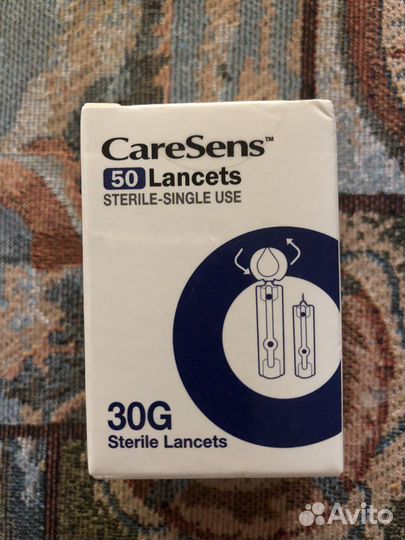 CareSens™
50 Lancets
STERILE-SINGLE USE
30G
Sterile Lancets
Avito